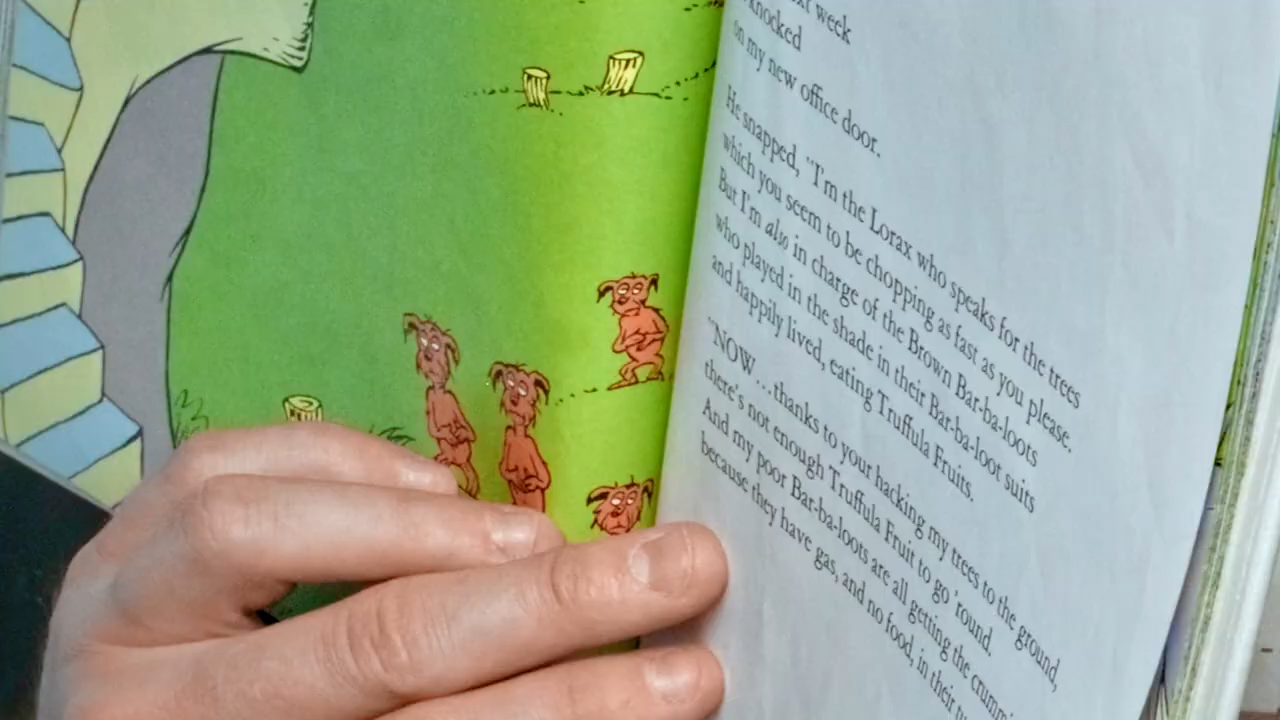 week
knocked
on my new office door.
He snapped, “I'm the Lorax who speaks for the trees
which you seem to be chopping as fast as you please.
But I'm also in charge of the Brown Bar-ba-loots
who played in the shade in their Bar-ba-loot suits
and happily lived, eating Truffula Fruits.
“NOW...thanks to your hacking my trees to the ground,
there's not enough Truffula Fruit to go 'round.
And my poor Bar-ba-loots are all getting the
because they have gas, and no food, in their